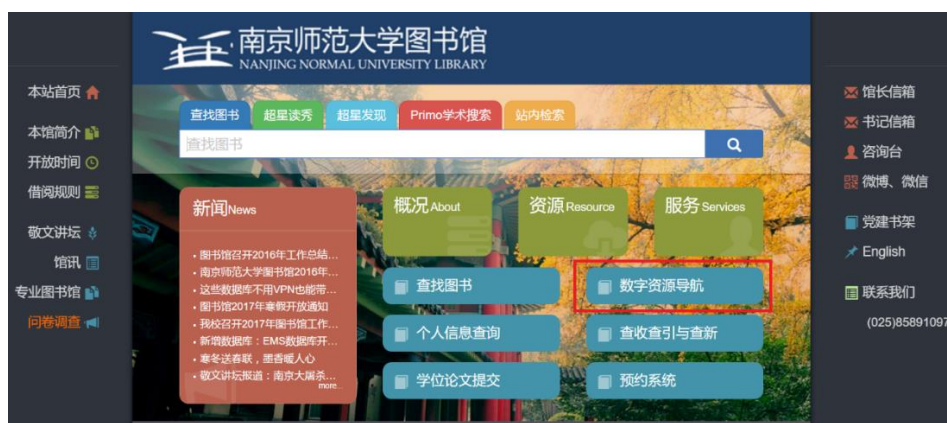 南京师范大学图书馆
NANJING NORMAL UNIVERSITY LIBRARY
本站首页
本馆简介
开放时间
借阅规则
敬文讲坛
馆讯
专业图书馆
问卷调查
查找图书
超星读秀
超星发现
Primo学术搜索
站内检索
查找图书
新闻News
·图书馆召开2016年工作总结...
·南京师范大学图书馆2016年...
·这些数据库不用VPN也能带...
·图书馆2017年寒假开放通知
·我校召开2017年图书馆工作...
·新增数据库：EMS数据库开...
·寒冬送春联，墨香暖人心
·敬文讲坛报道：南京大屠杀...
more...
概况About
资源Resource
服务Services
查找图书
数字资源导航
个人信息查询
查收查引与查新
学位论文提交
预约系统
馆长信箱
书记信箱
咨询台
微博、微信
党建书架
English
联系我们
(025)85891097